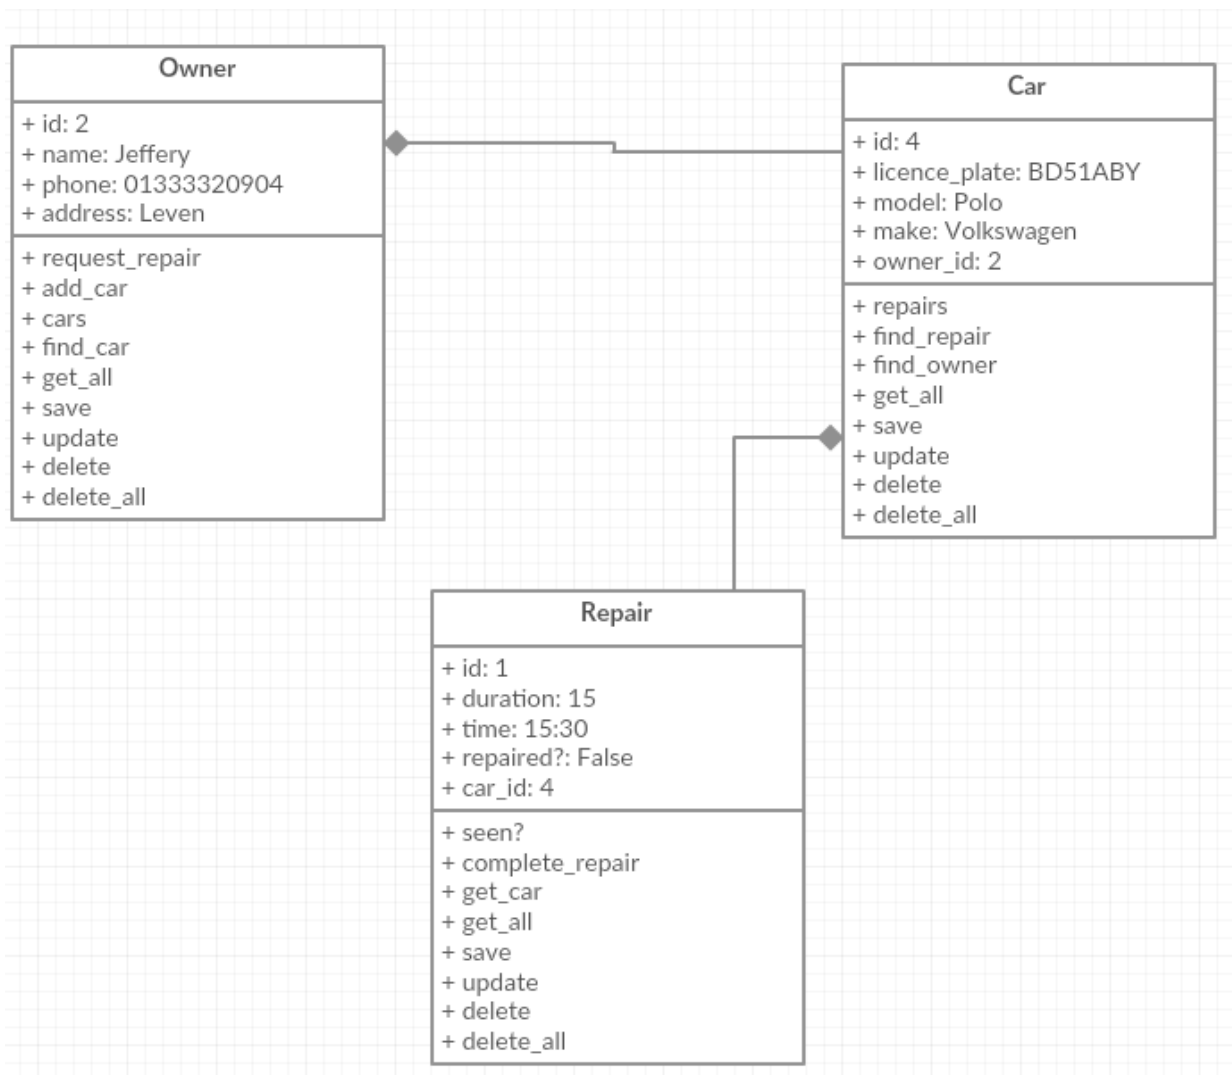 Owner
+ id: 2
+ name: Jeffery
+ phone: 01333320904
+ address: Leven
+ request_repair
+ add_car
+ cars
+ find_car
+ get_all
+ save
+ update
+ delete
+ delete_all
Car
+ id: 4
+ licence_plate: BD51ABY
+ model: Polo
+ make: Volkswagen
+ owner_id: 2
+ repairs
+ find_repair
+ find_owner
+ get_all
+ save
+ update
+ delete
+ delete_all
Repair
+ id: 1
+ duration: 15
+ time: 15:30
+ repaired?: False
+ car_id: 4
+ seen?
+ complete_repair
+ get_car
+ get_all
+ save
+ update
+ delete
+ delete_all